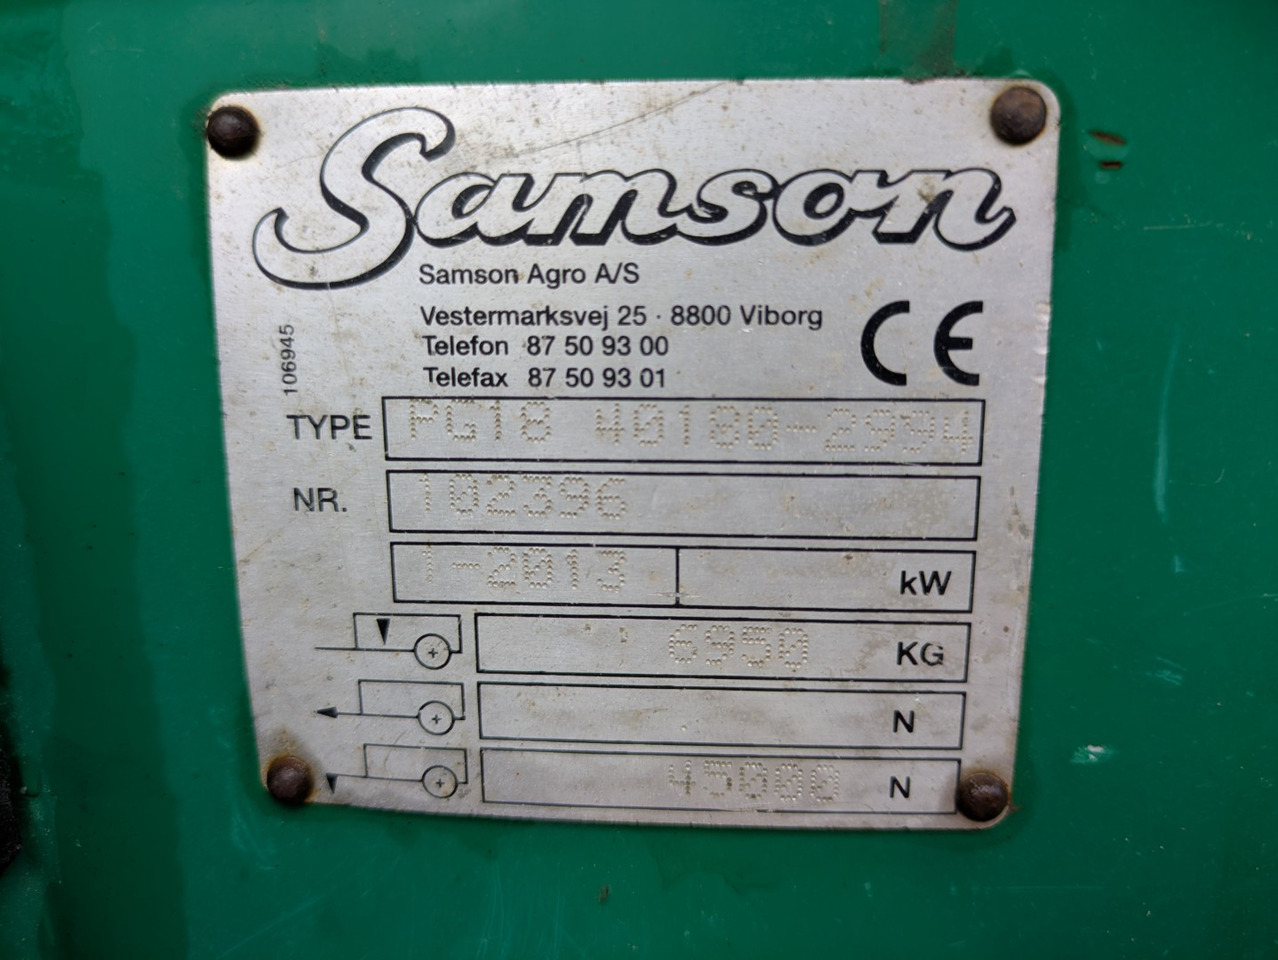 Samson
Samson Agro A/S
Vestermarksvej 25 · 8800 Viborg
Telefon 87 50 93 00
Telefax 87 50 93 01
CE
106945
TYPE PG18 40100-2994
NR. 102396
1-2013 kW
6950 KG
N
45000 N